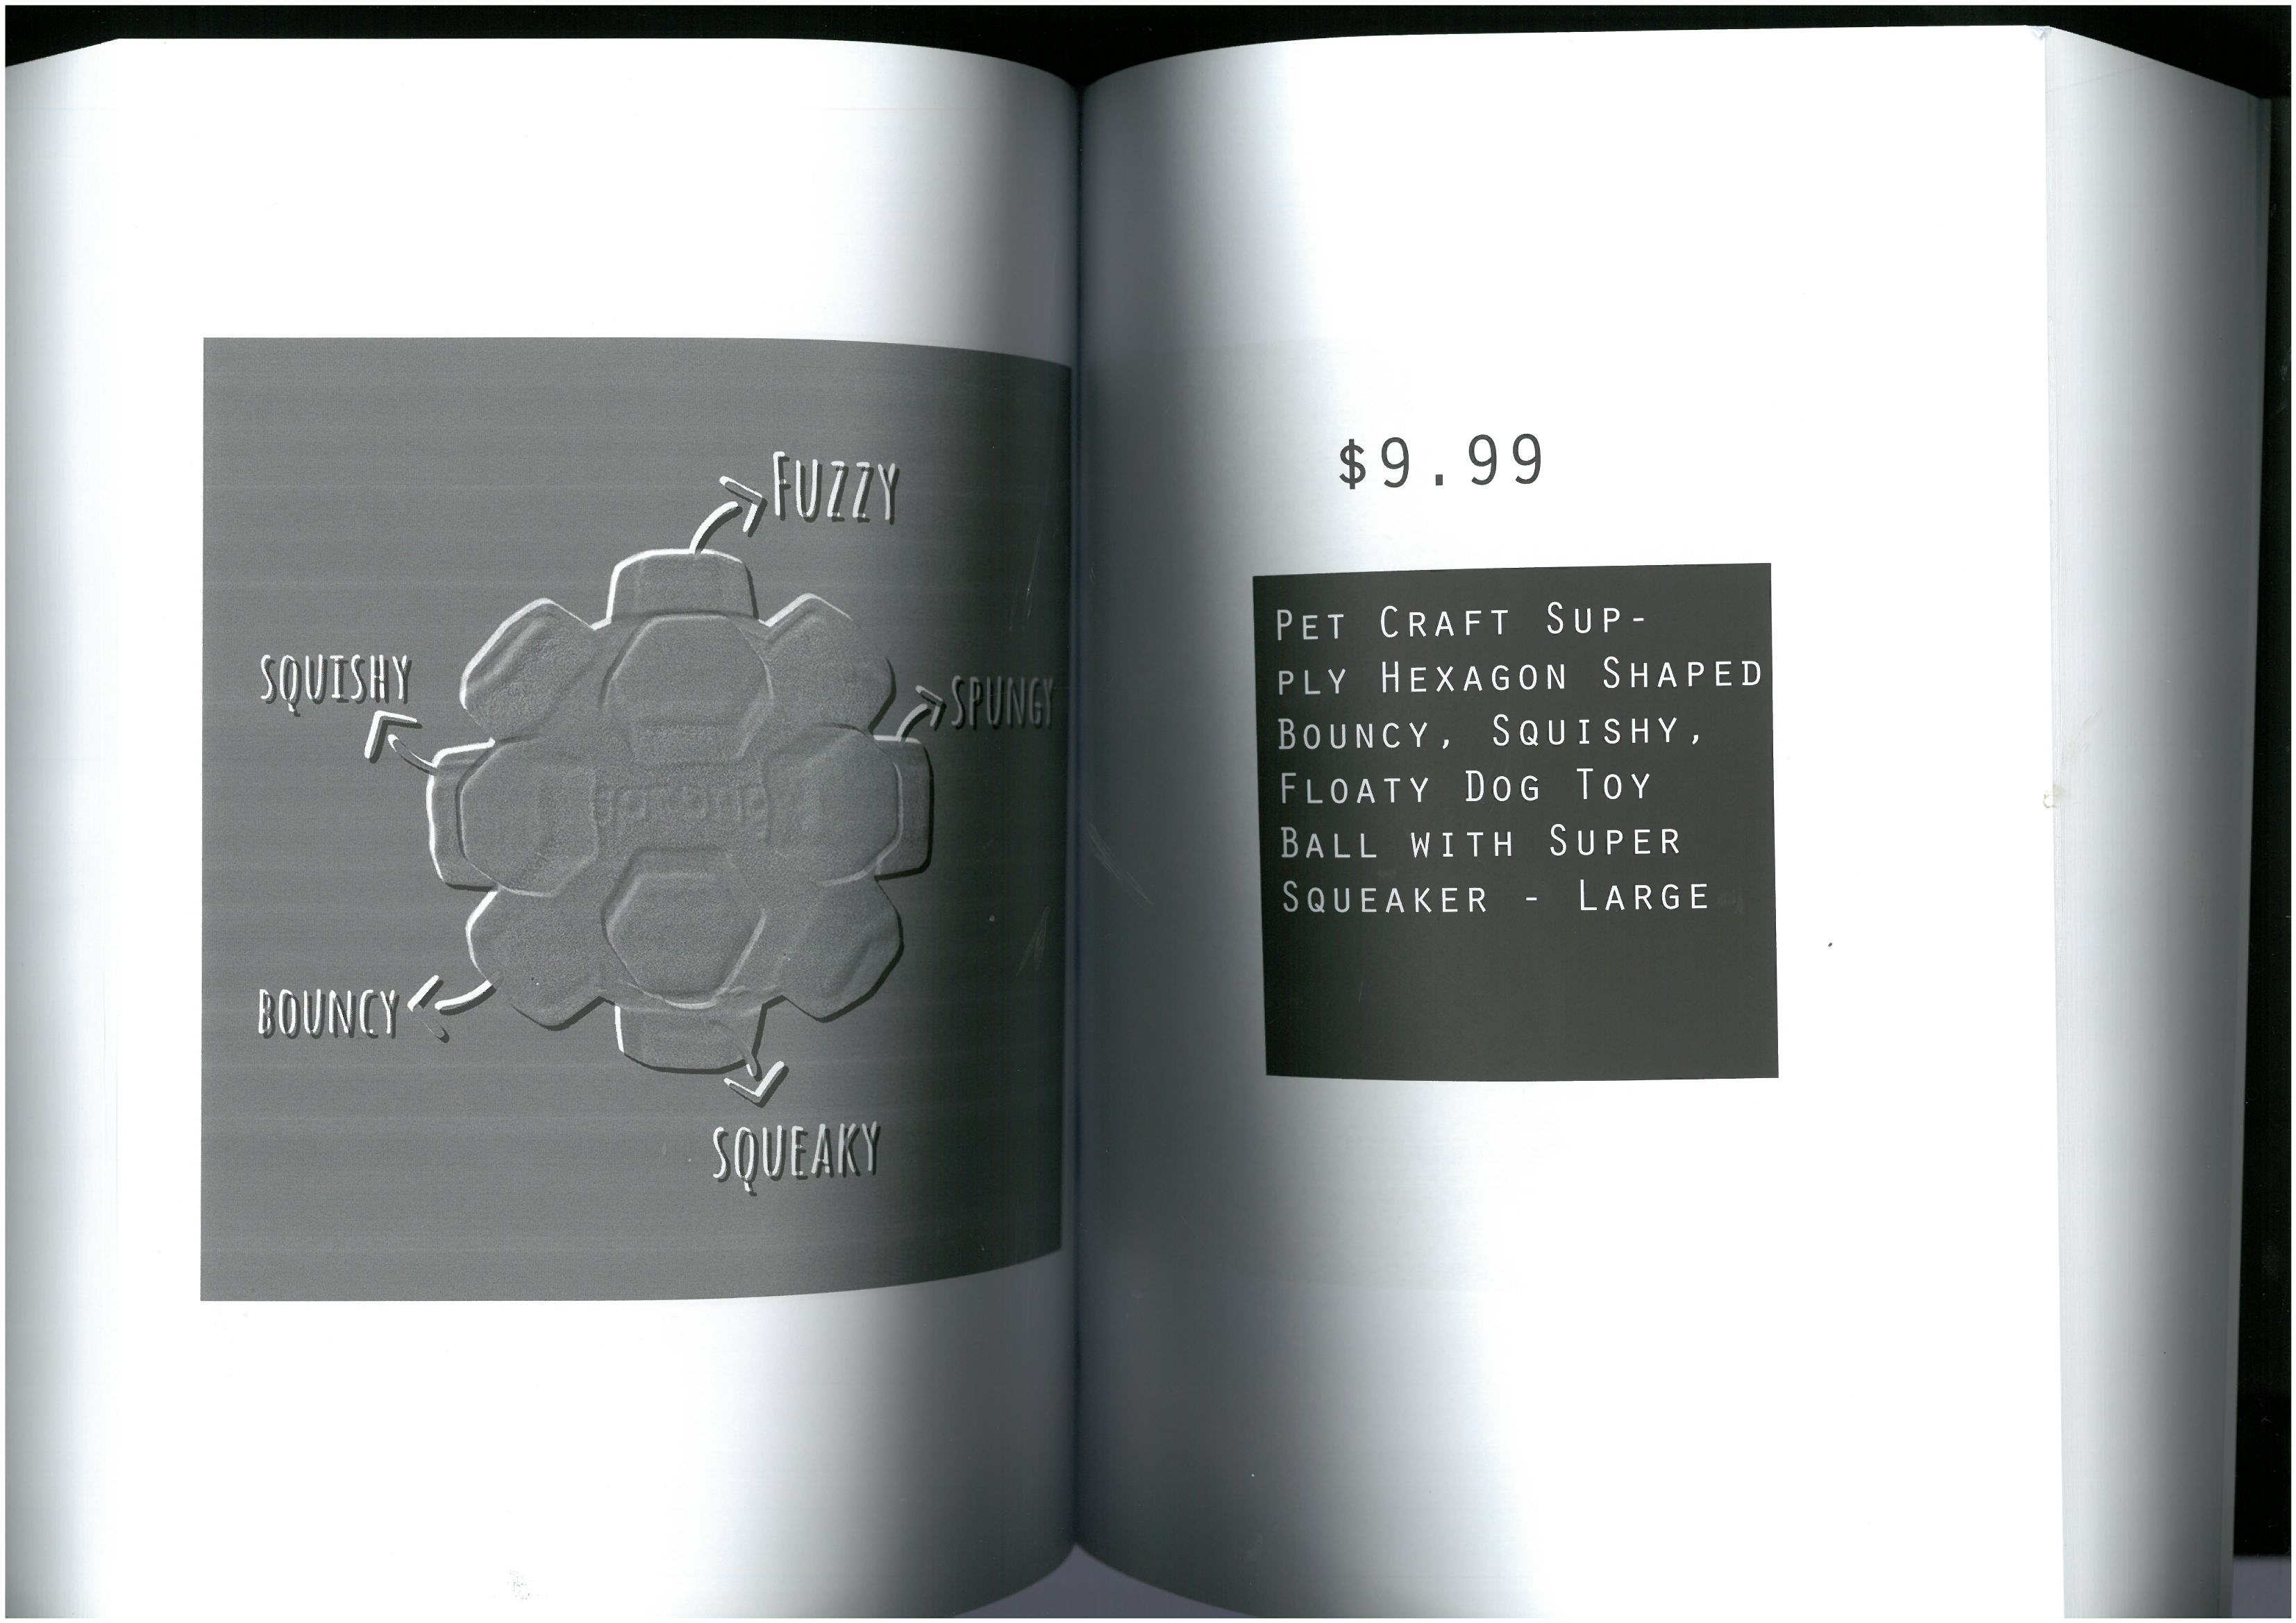 FUZZY
SQUISHY
SPUNGY
BOUNCY
SQUEAKY
$9.99
PET CRAFT SUP-
PLY HEXAGON SHAPED
BOUNCY, SQUISHY,
FLOATY DOG TOY
BALL WITH SUPER
SQUEAKER - LARGE